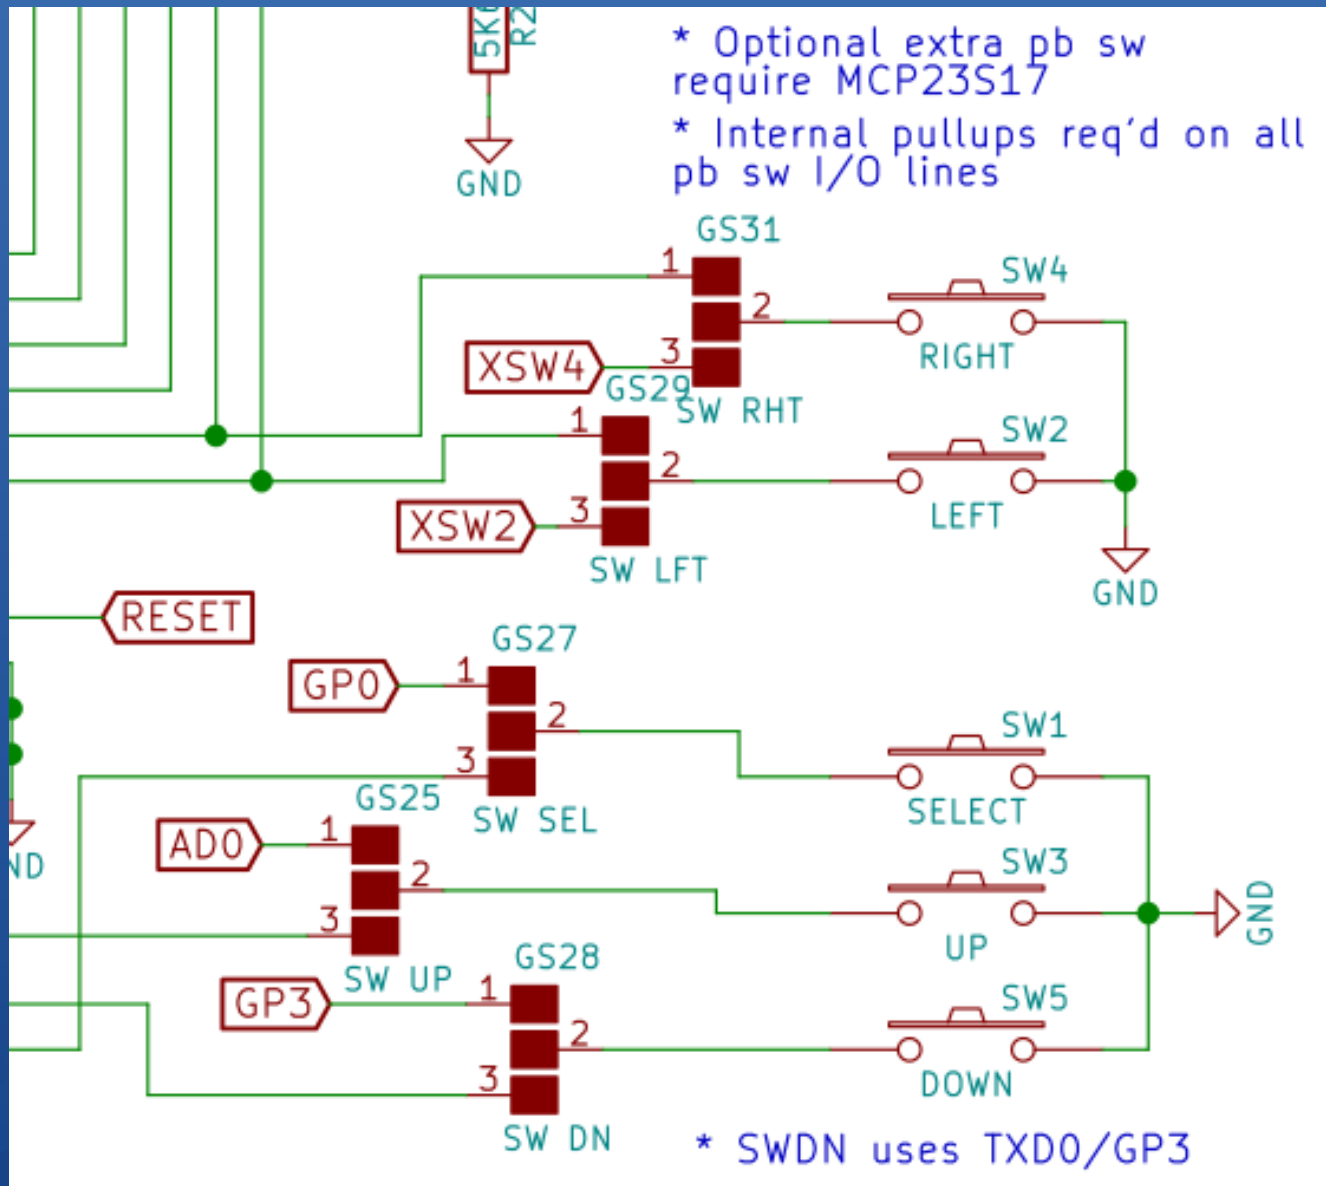 * Optional extra pb sw
require MCP23S17
* Internal pullups req'd on all
pb sw I/O lines
GND
GS31
1
2
3
XSW4
SW RHT
SW4
RIGHT
GS29
1
2
3
XSW2
SW LFT
SW2
LEFT
GND
RESET
GS27
GP0
1
2
3
SW SEL
SW1
SELECT
GS25
AD0
1
2
3
SW UP
SW3
UP
GND
GS28
GP3
1
2
3
SW DN
SW5
DOWN
* SWDN uses TXD0/GP3